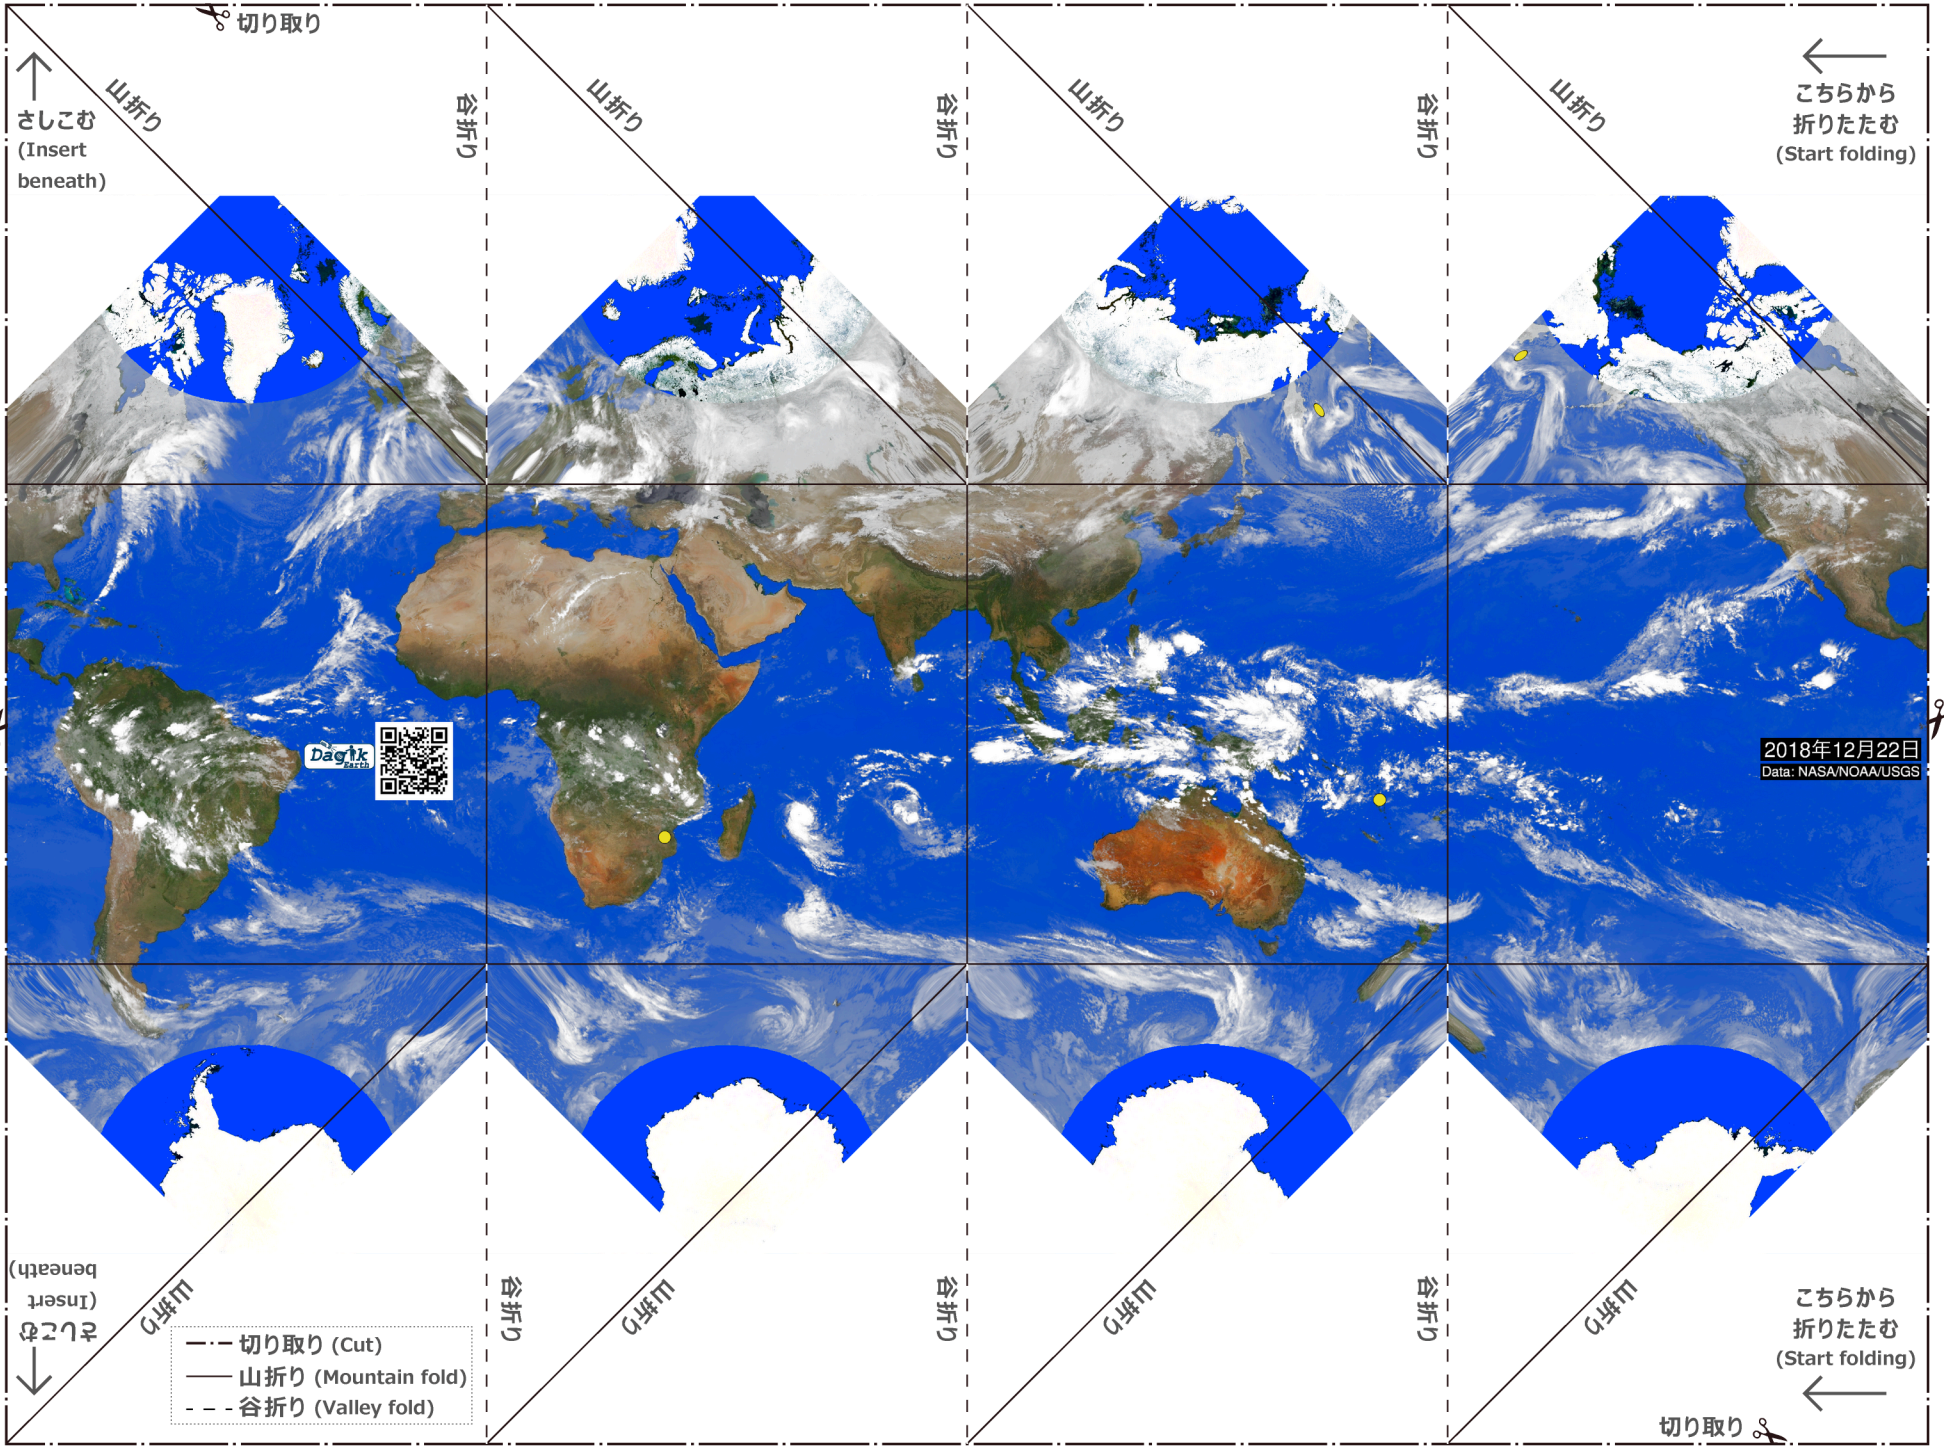 切り取り
山折り
谷折り
山折り
谷折り
山折り
谷折り
山折り
さしこむ
(Insert
beneath)
こちらから
折りたたむ
(Start folding)
Dagik
Earth
2018年12月22日
Data: NASA/NOAA/USGS
さしこむ
(Insert
beneath)
山折り
谷折り
山折り
谷折り
山折り
谷折り
山折り
こちらから
折りたたむ
(Start folding)
切り取り (Cut)
山折り (Mountain fold)
谷折り (Valley fold)
切り取り